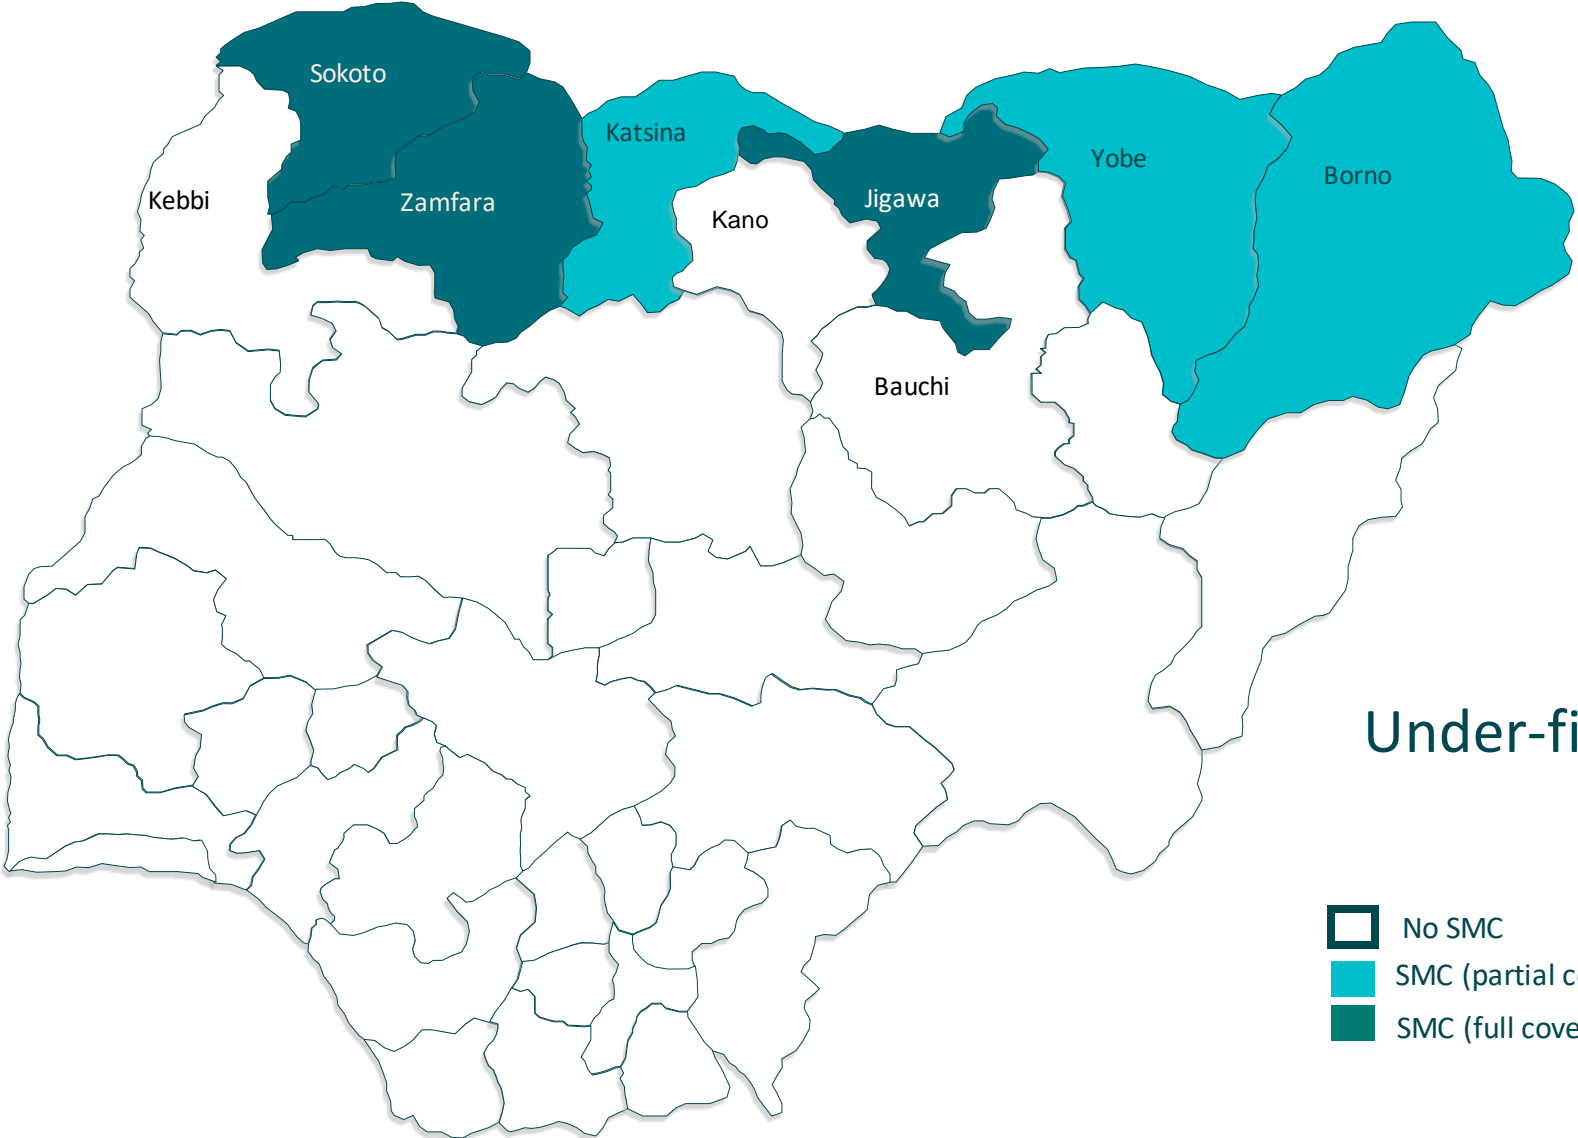 Sokoto
Katsina
Yobe
Borno
Kebbi
Zamfara
Kano
Jigawa
Bauchi
Under-fi
No SMC
SMC (partial c
SMC (full cove